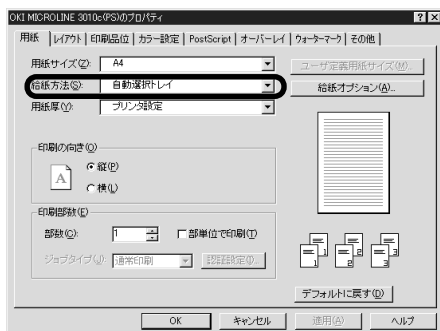 OKI MICROLINE 3010c(PS)のプロパティ
用紙 レイアウト 印刷品位 カラー設定 PostScript オーバーレイ ウォーターマーク その他
用紙サイズ(Z): A4 ユーザ定義用紙サイズ(M)...
給紙方法(S): 自動選択トレイ 給紙オプション(A)...
用紙厚(Y): プリンタ設定
印刷の向き(O)
A 縦(P)
横(L)
印刷部数(E)
部数(C): 1 部単位で印刷(T)
ジョブタイプ(J): 通常印刷
1 1 2 2 3 3
デフォルトに戻す(D)
OK キャンセル 適用(A) ヘルプ